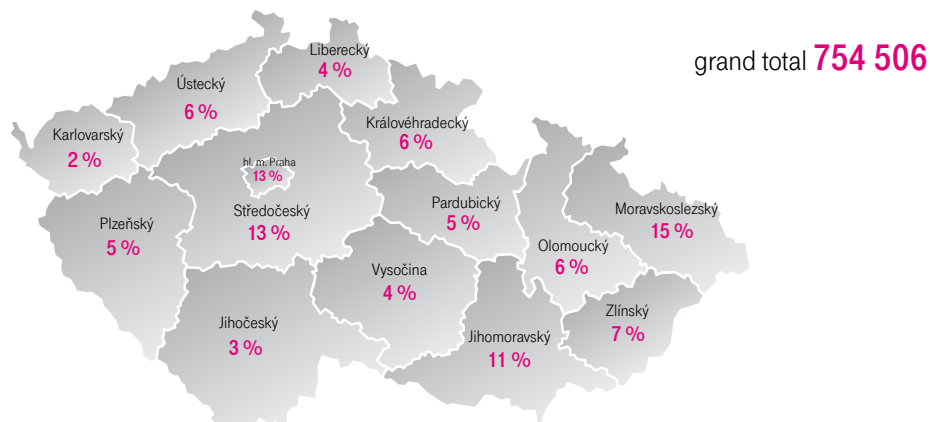 grand total 754 506
Liberecký
4 %
Ústecký
6 %
Karlovarský
2 %
Královéhradecký
6 %
hl. m. Praha
13 %
Středočeský
13 %
Plzeňský
5 %
Pardubický
5 %
Moravskoslezský
15 %
Olomoucký
6 %
Vysočina
4 %
Zlínský
7 %
Jihočeský
3 %
Jihomoravský
11 %